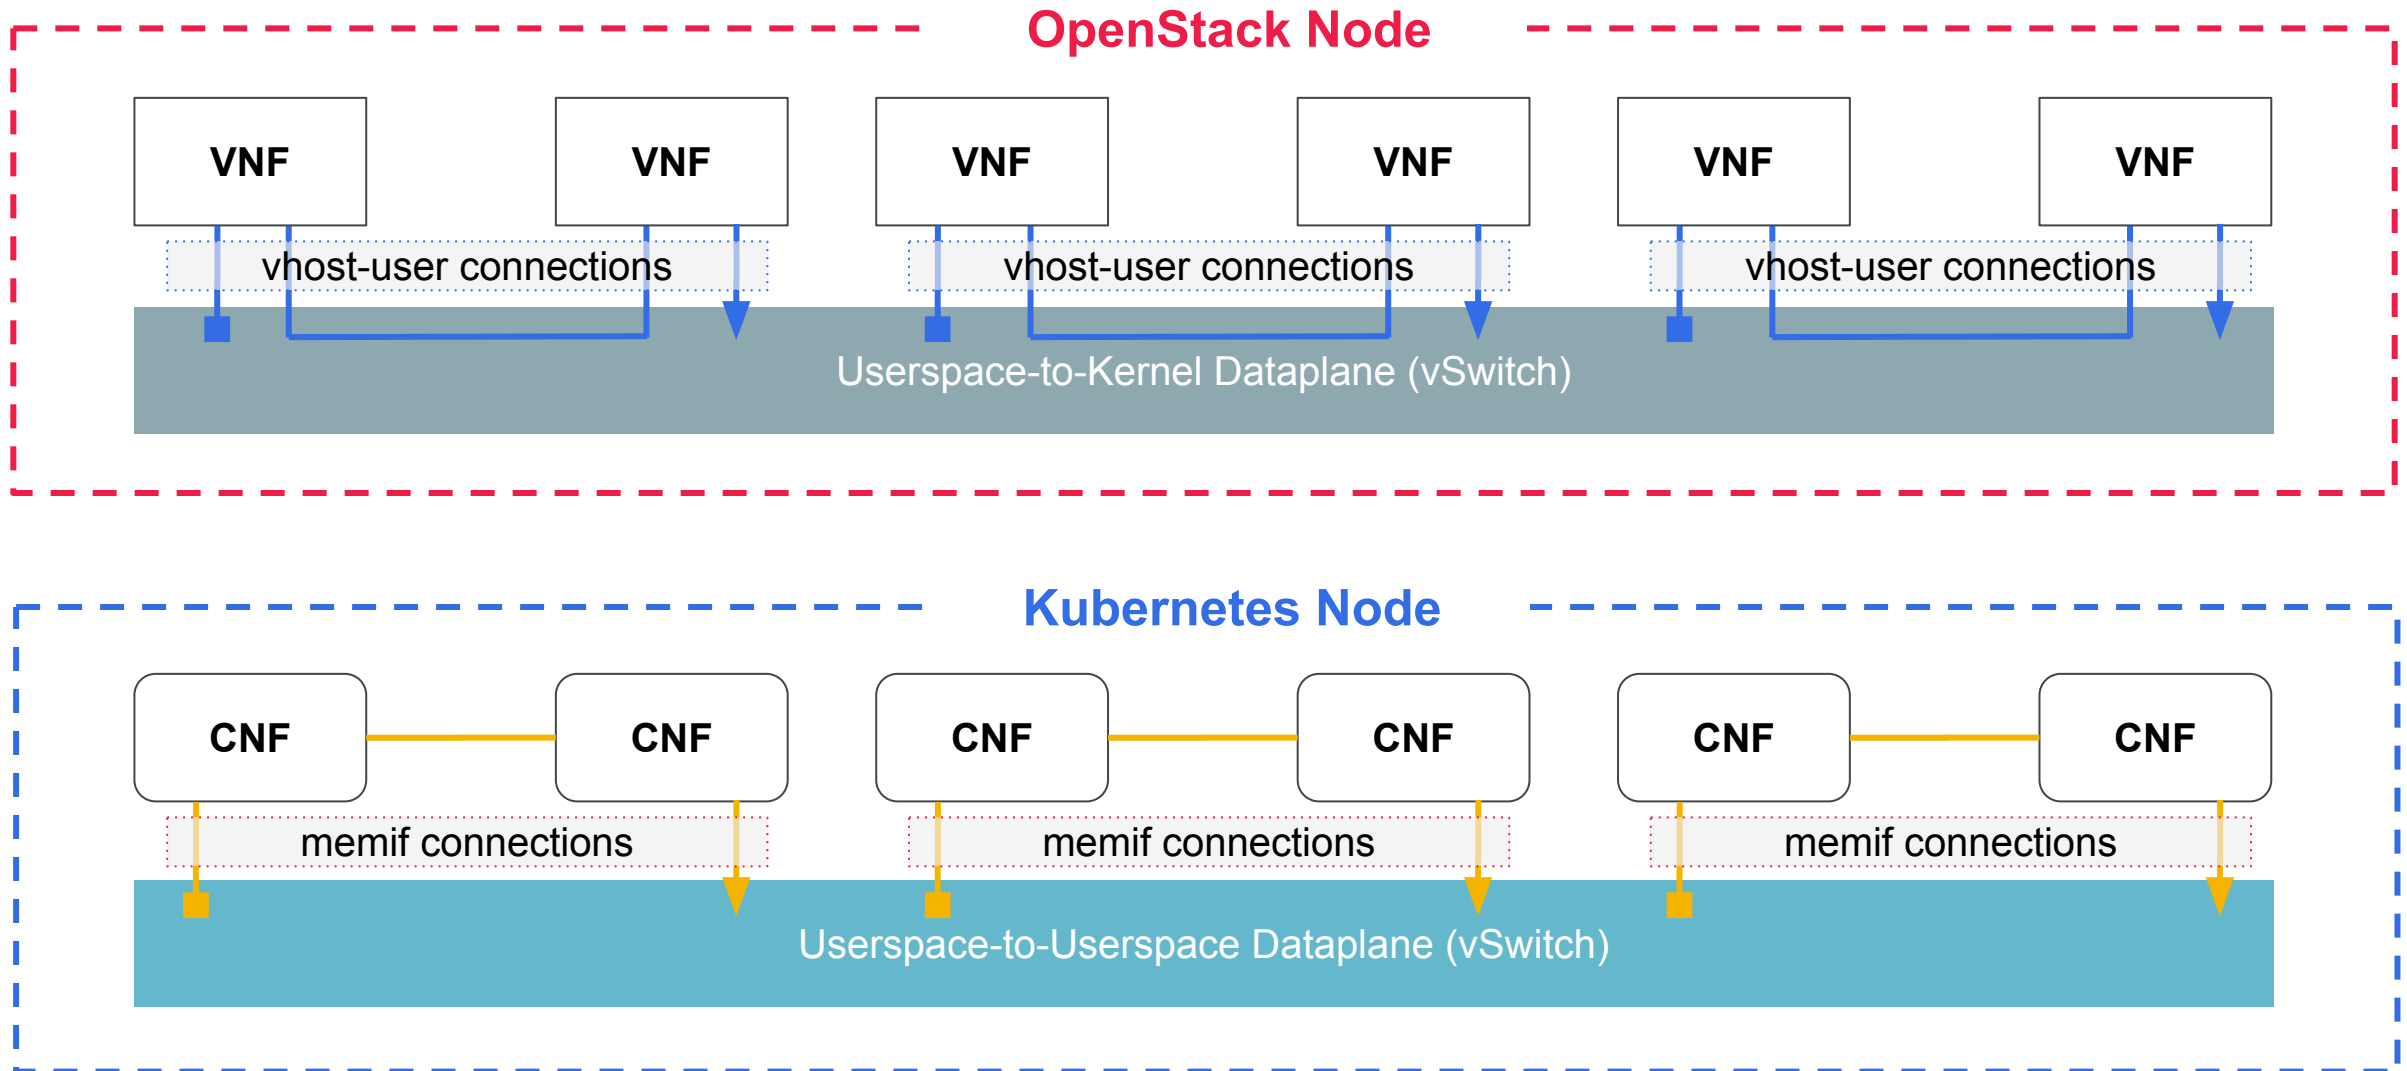 OpenStack Node
VNF
VNF
VNF
VNF
VNF
VNF
vhost-user connections
vhost-user connections
vhost-user connections
Userspace-to-Kernel Dataplane (vSwitch)
Kubernetes Node
CNF
CNF
CNF
CNF
CNF
CNF
memif connections
memif connections
memif connections
Userspace-to-Userspace Dataplane (vSwitch)